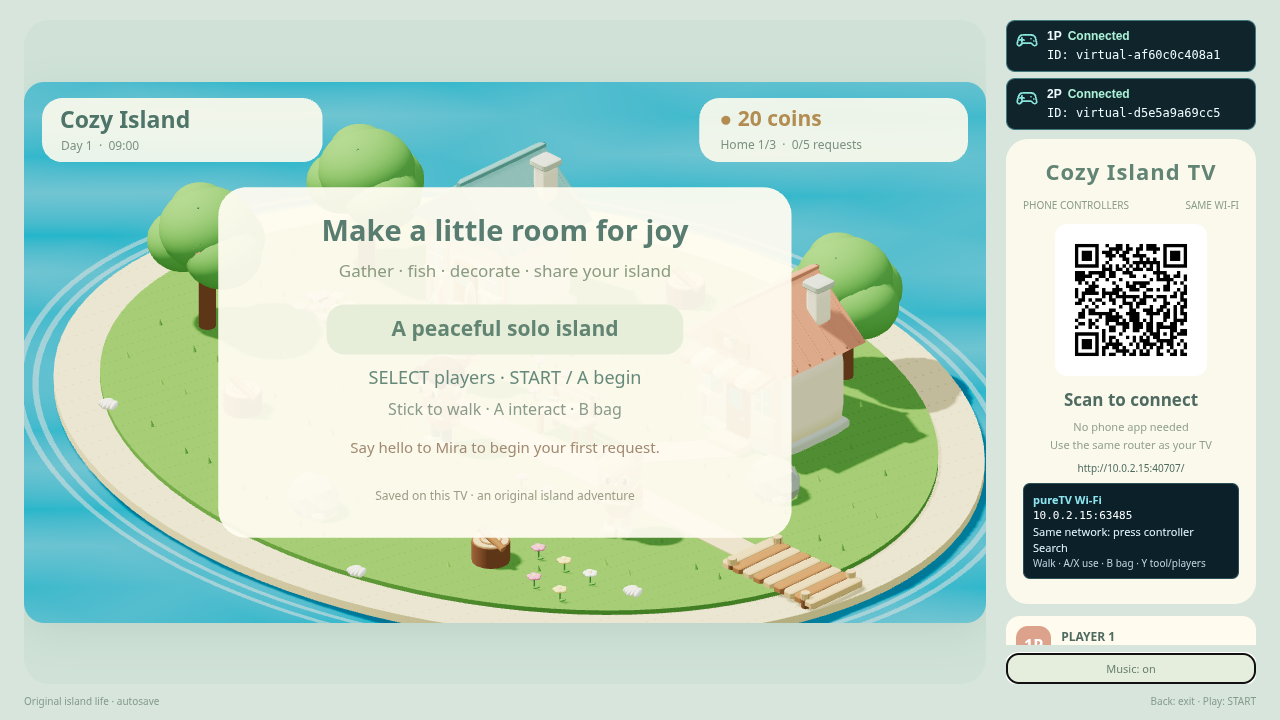 Cozy Island
Day 1 · 09:00
● 20 coins
Home 1/3 · 0/5 requests
Make a little room for joy
Gather · fish · decorate · share your island
A peaceful solo island
SELECT players · START / A begin
Stick to walk · A interact · B bag
Say hello to Mira to begin your first request.
Saved on this TV · an original island adventure
1P Connected
ID: virtual-af60c0c408a1
2P Connected
ID: virtual-d5e5a9a69cc5
Cozy Island TV
PHONE CONTROLLERS SAME WI-FI
Scan to connect
No phone app needed
Use the same router as your TV
http://10.0.2.15:40707/
pureTV Wi-Fi
10.0.2.15:63485
Same network: press controller
Search
Walk · A/X use · B bag · Y tool/players
1P PLAYER 1
Music: on
Original island life · autosave
Back: exit · Play: START